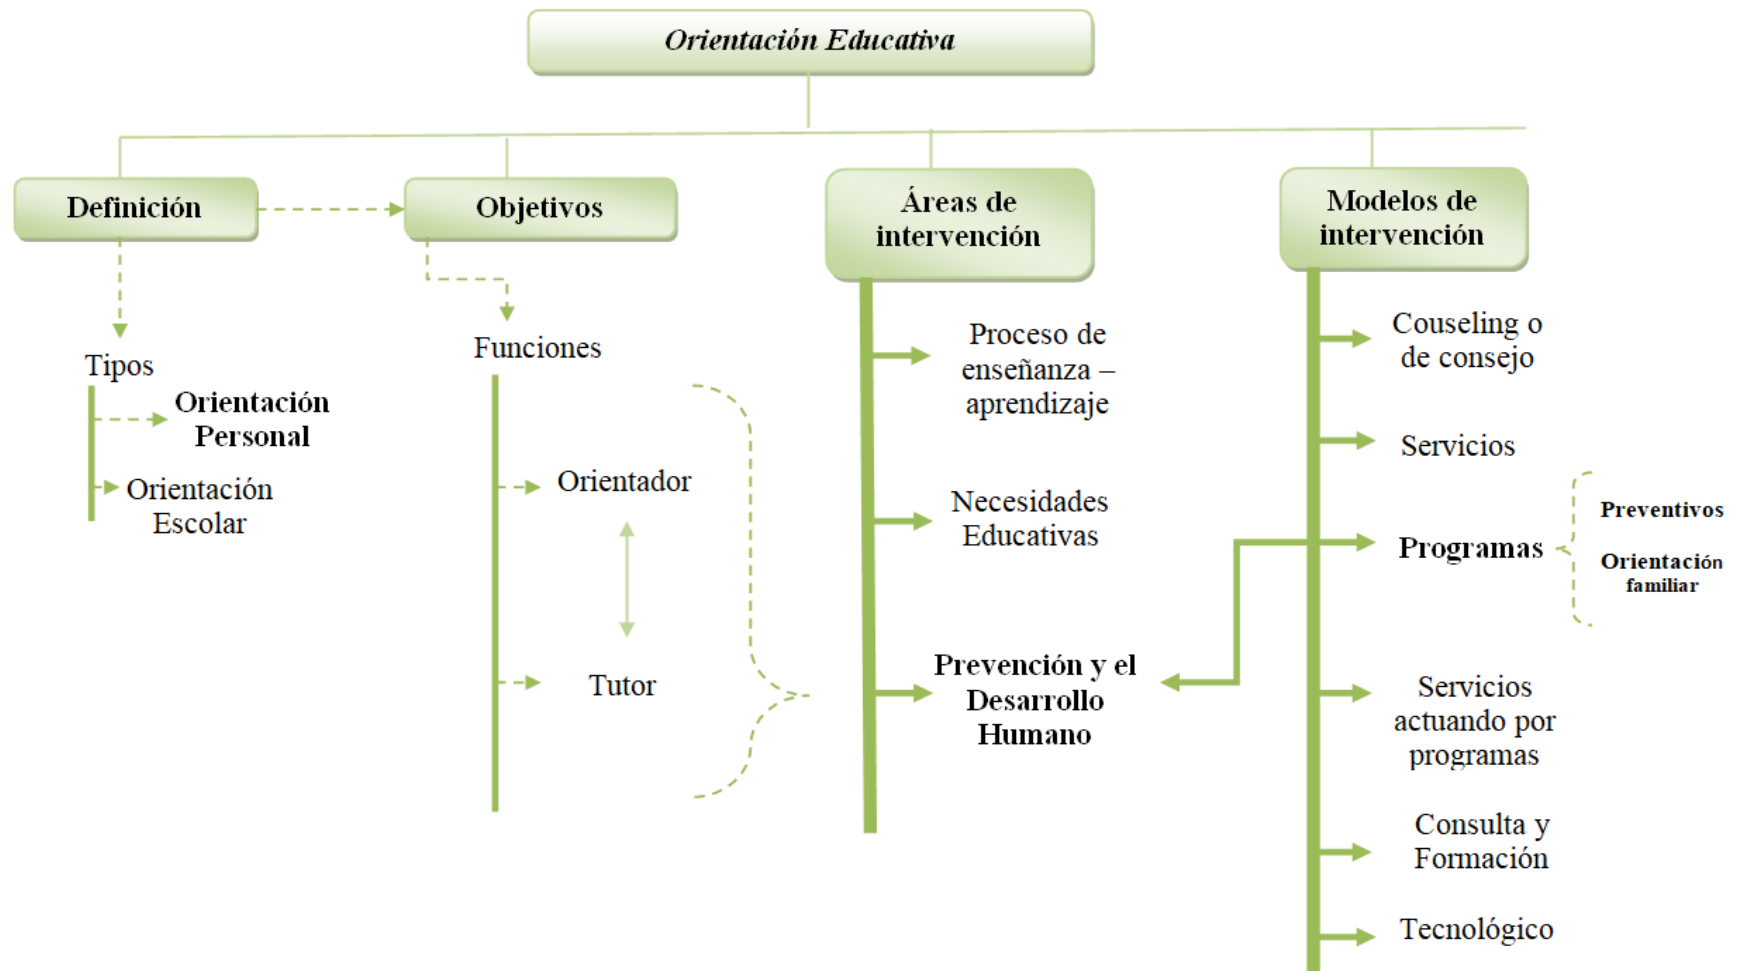 Orientación Educativa
Definición
Objetivos
Áreas de
intervención
Modelos de
intervención
Tipos
Orientación
Personal
Orientación
Escolar
Funciones
Orientador
Tutor
Proceso de
enseñanza –
aprendizaje
Necesidades
Educativas
Prevención y el
Desarrollo
Humano
Couseling o
de consejo
Servicios
Programas
Preventivos
Orientación
familiar
Servicios
actuando por
programas
Consulta y
Formación
Tecnológico